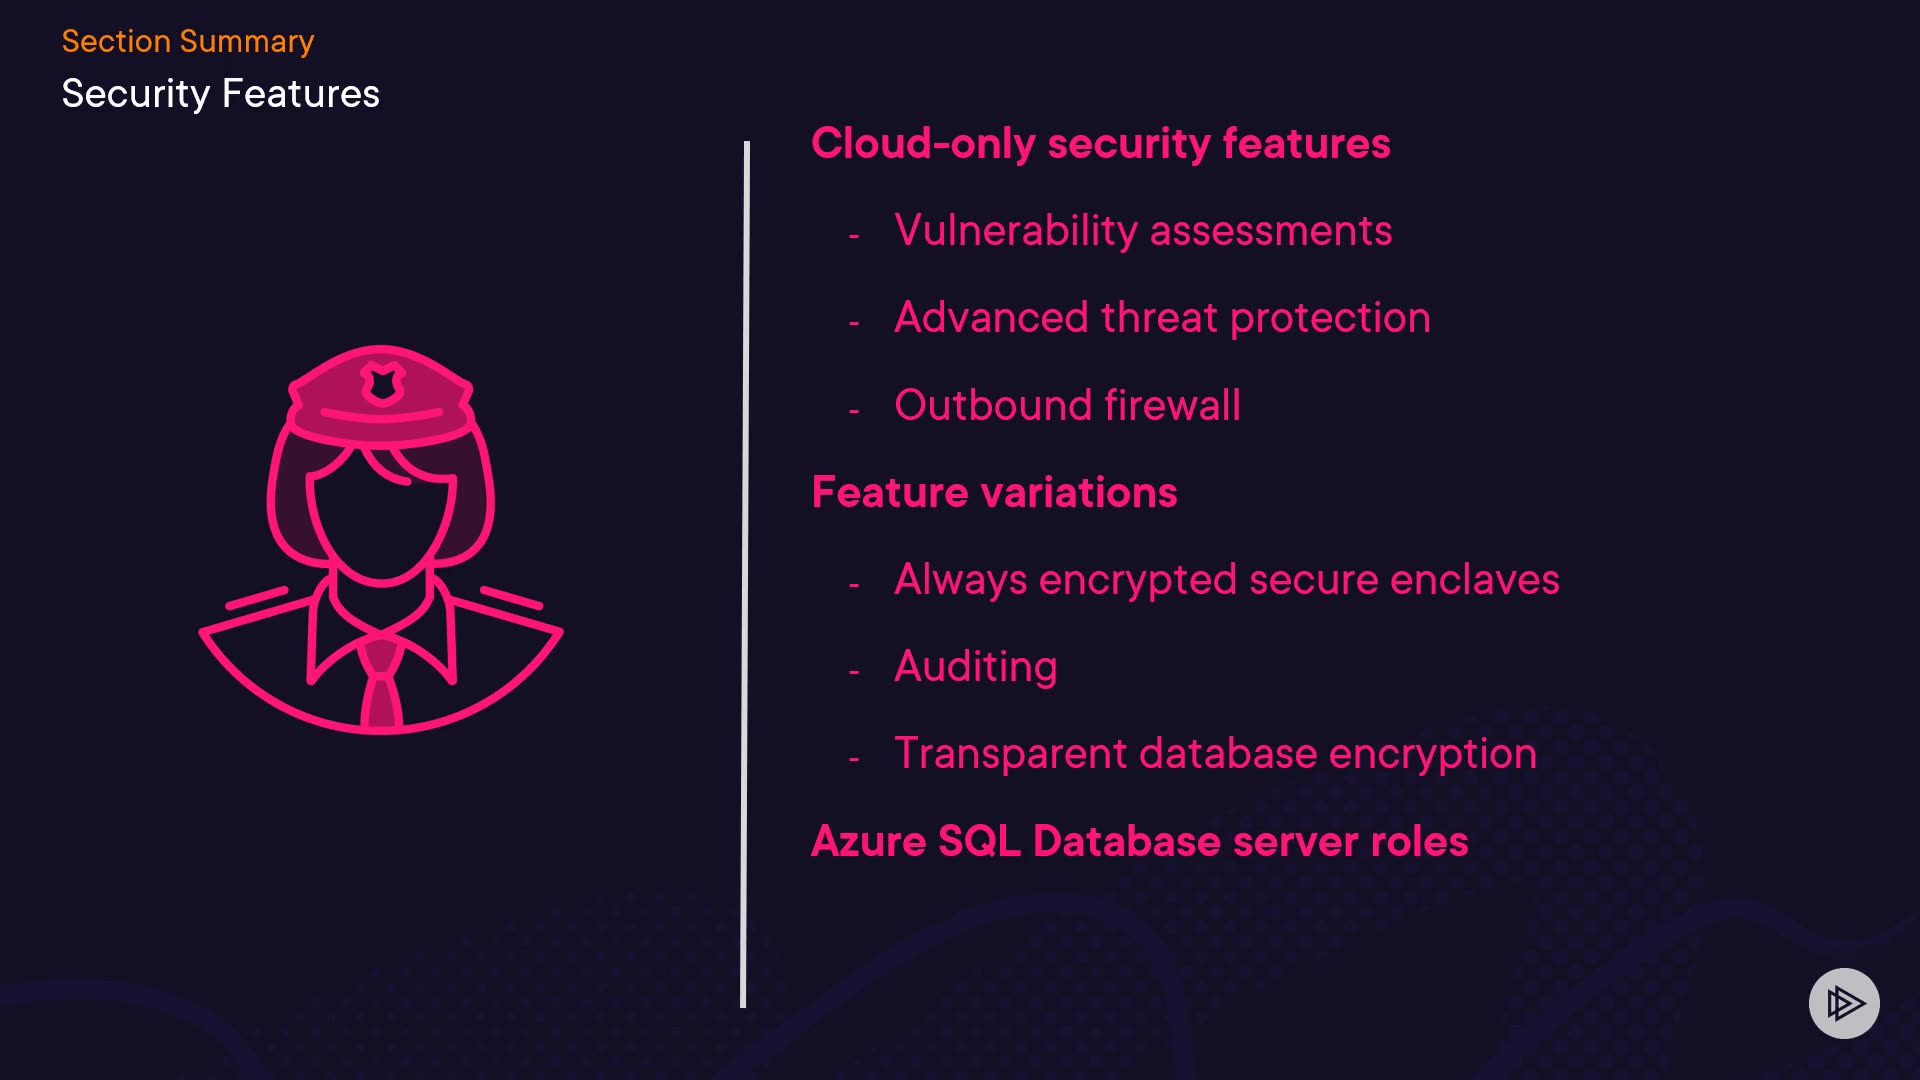 Section Summary
Security Features
Cloud-only security features
- Vulnerability assessments
- Advanced threat protection
- Outbound firewall
Feature variations
- Always encrypted secure enclaves
- Auditing
- Transparent database encryption
Azure SQL Database server roles